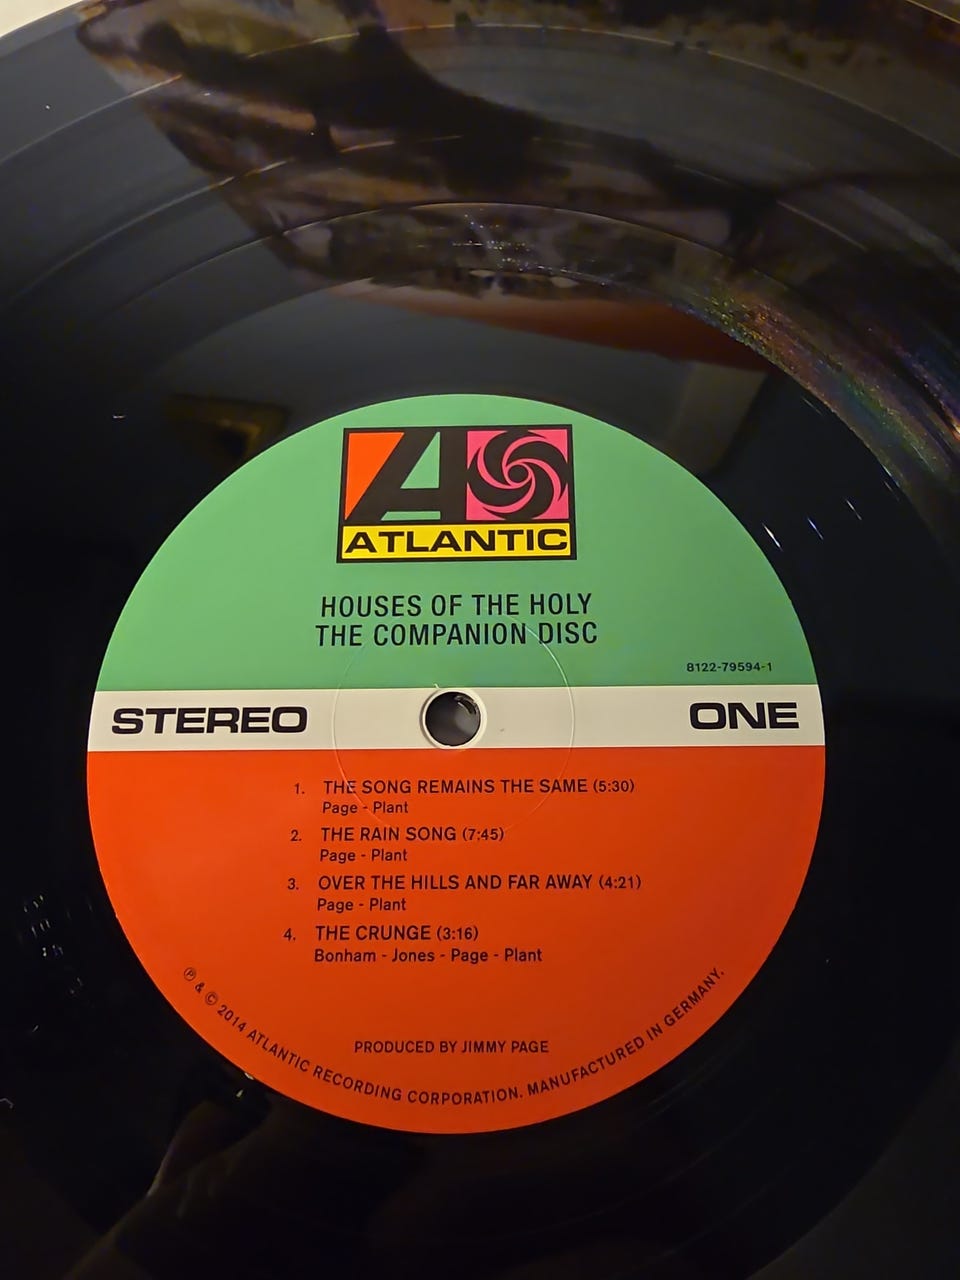 ATLANTIC
HOUSES OF THE HOLY
THE COMPANION DISC
8122-79594-1
STEREO
ONE
1. THE SONG REMAINS THE SAME (5:30)
Page - Plant
2. THE RAIN SONG (7:45)
Page - Plant
3. OVER THE HILLS AND FAR AWAY (4:21)
Page - Plant
4. THE CRUNGE (3:16)
Bonham - Jones - Page - Plant
PRODUCED BY JIMMY PAGE
℗ & © 2014 ATLANTIC RECORDING CORPORATION. MANUFACTURED IN GERMANY.